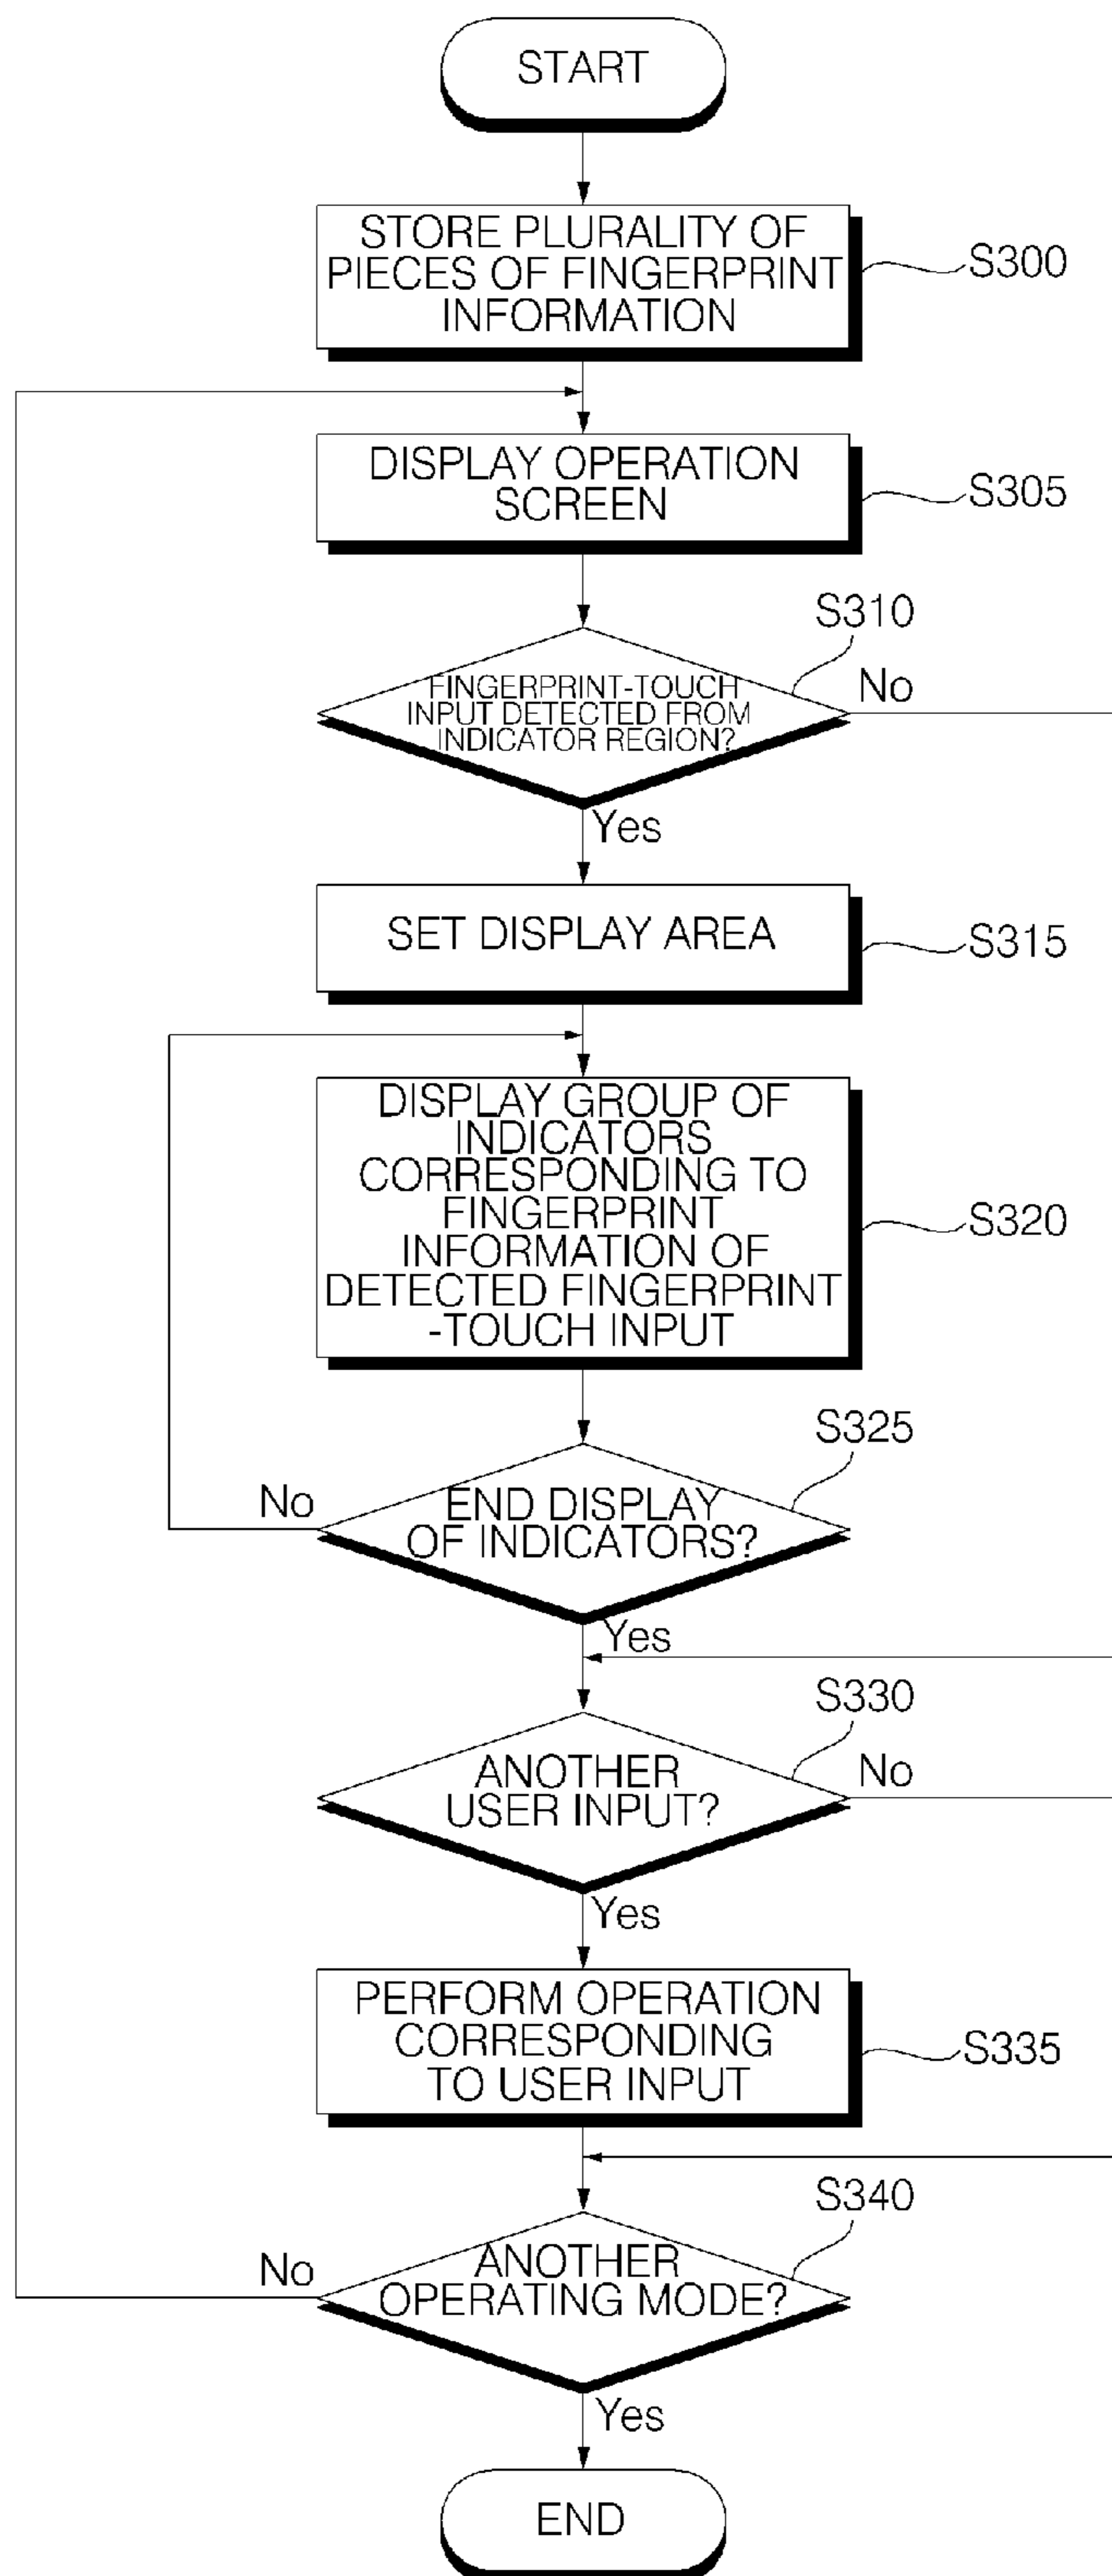 START
STORE PLURALITY OF
PIECES OF FINGERPRINT
INFORMATION
S300
DISPLAY OPERATION
SCREEN
S305
S310
FINGERPRINT-TOUCH
INPUT DETECTED FROM
INDICATOR REGION?
No
Yes
SET DISPLAY AREA
S315
DISPLAY GROUP OF
INDICATORS
CORRESPONDING TO
FINGERPRINT
INFORMATION OF
DETECTED FINGERPRINT
-TOUCH INPUT
S320
S325
No
END DISPLAY
OF INDICATORS?
Yes
S330
ANOTHER
USER INPUT?
No
Yes
PERFORM OPERATION
CORRESPONDING
TO USER INPUT
S335
S340
No
ANOTHER
OPERATING MODE?
Yes
END